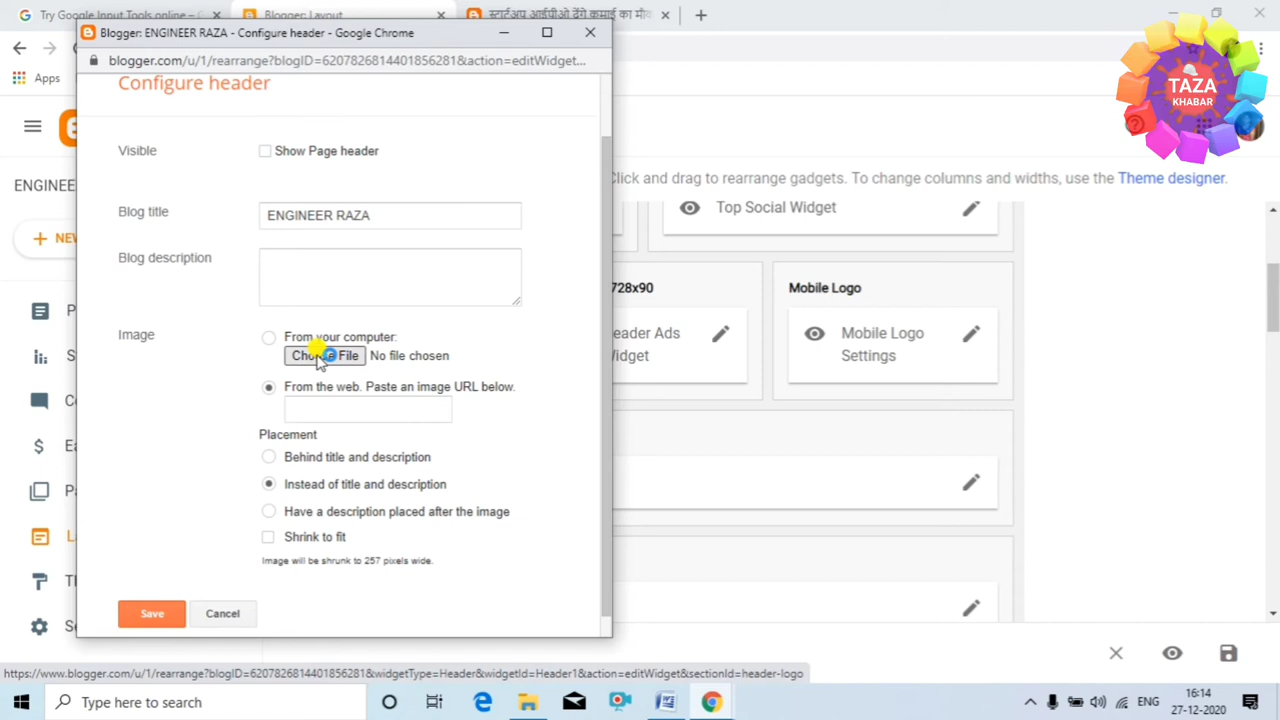 Try Google Input Tools online –
Blogger: Layout
स्टार्टअप आईपीओ देंगे कमाई का मौ
Blogger: ENGINEER RAZA - Configure header - Google Chrome
blogger.com/u/1/rearrange?blogID=6207826814401856281&action=editWidget...
Apps
Configure header
TAZA
KHABAR
Visible
Show Page header
Click and drag to rearrange gadgets. To change columns and widths, use the Theme designer.
ENGINEE
Blog title
ENGINEER RAZA
Top Social Widget
NEW
Blog description
728x90
Mobile Logo
P
Image
From your computer:
eader Ads
Widget
Mobile Logo
Settings
S
Choose File
No file chosen
From the web. Paste an image URL below.
Placement
Behind title and description
Instead of title and description
Have a description placed after the image
Shrink to fit
Image will be shrunk to 257 pixels wide.
Save
Cancel
https://www.blogger.com/u/1/rearrange?blogID=6207826814401856281&widgetType=Header&widgetId=Header1&action=editWidget&sectionId=header-logo
Type here to search
ENG
16:14
27-12-2020